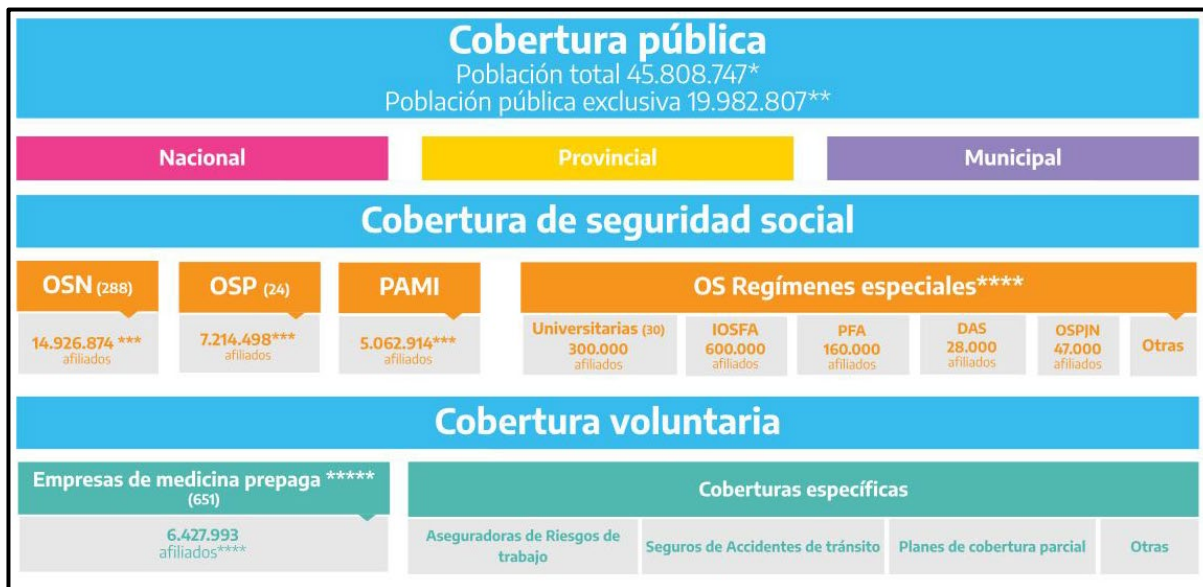 Cobertura pública
Población total 45.808.747*
Población pública exclusiva 19.982.807**
Nacional
Provincial
Municipal
Cobertura de seguridad social
OSN (288)
14.926.874 ***
afiliados
OSP (24)
7.214.498***
afiliados
PAMI
5.062.914***
afiliados
OS Regímenes especiales****
Universitarias (30)
300.000
afiliados
IOSFA
600.000
afiliados
PFA
160.000
afiliados
DAS
28.000
afiliados
OSPJN
47.000
afiliados
Otras
Cobertura voluntaria
Empresas de medicina prepaga *****
(651)
6.427.993
afiliados****
Coberturas específicas
Aseguradoras de Riesgos de
trabajo
Seguros de Accidentes de tránsito
Planes de cobertura parcial
Otras